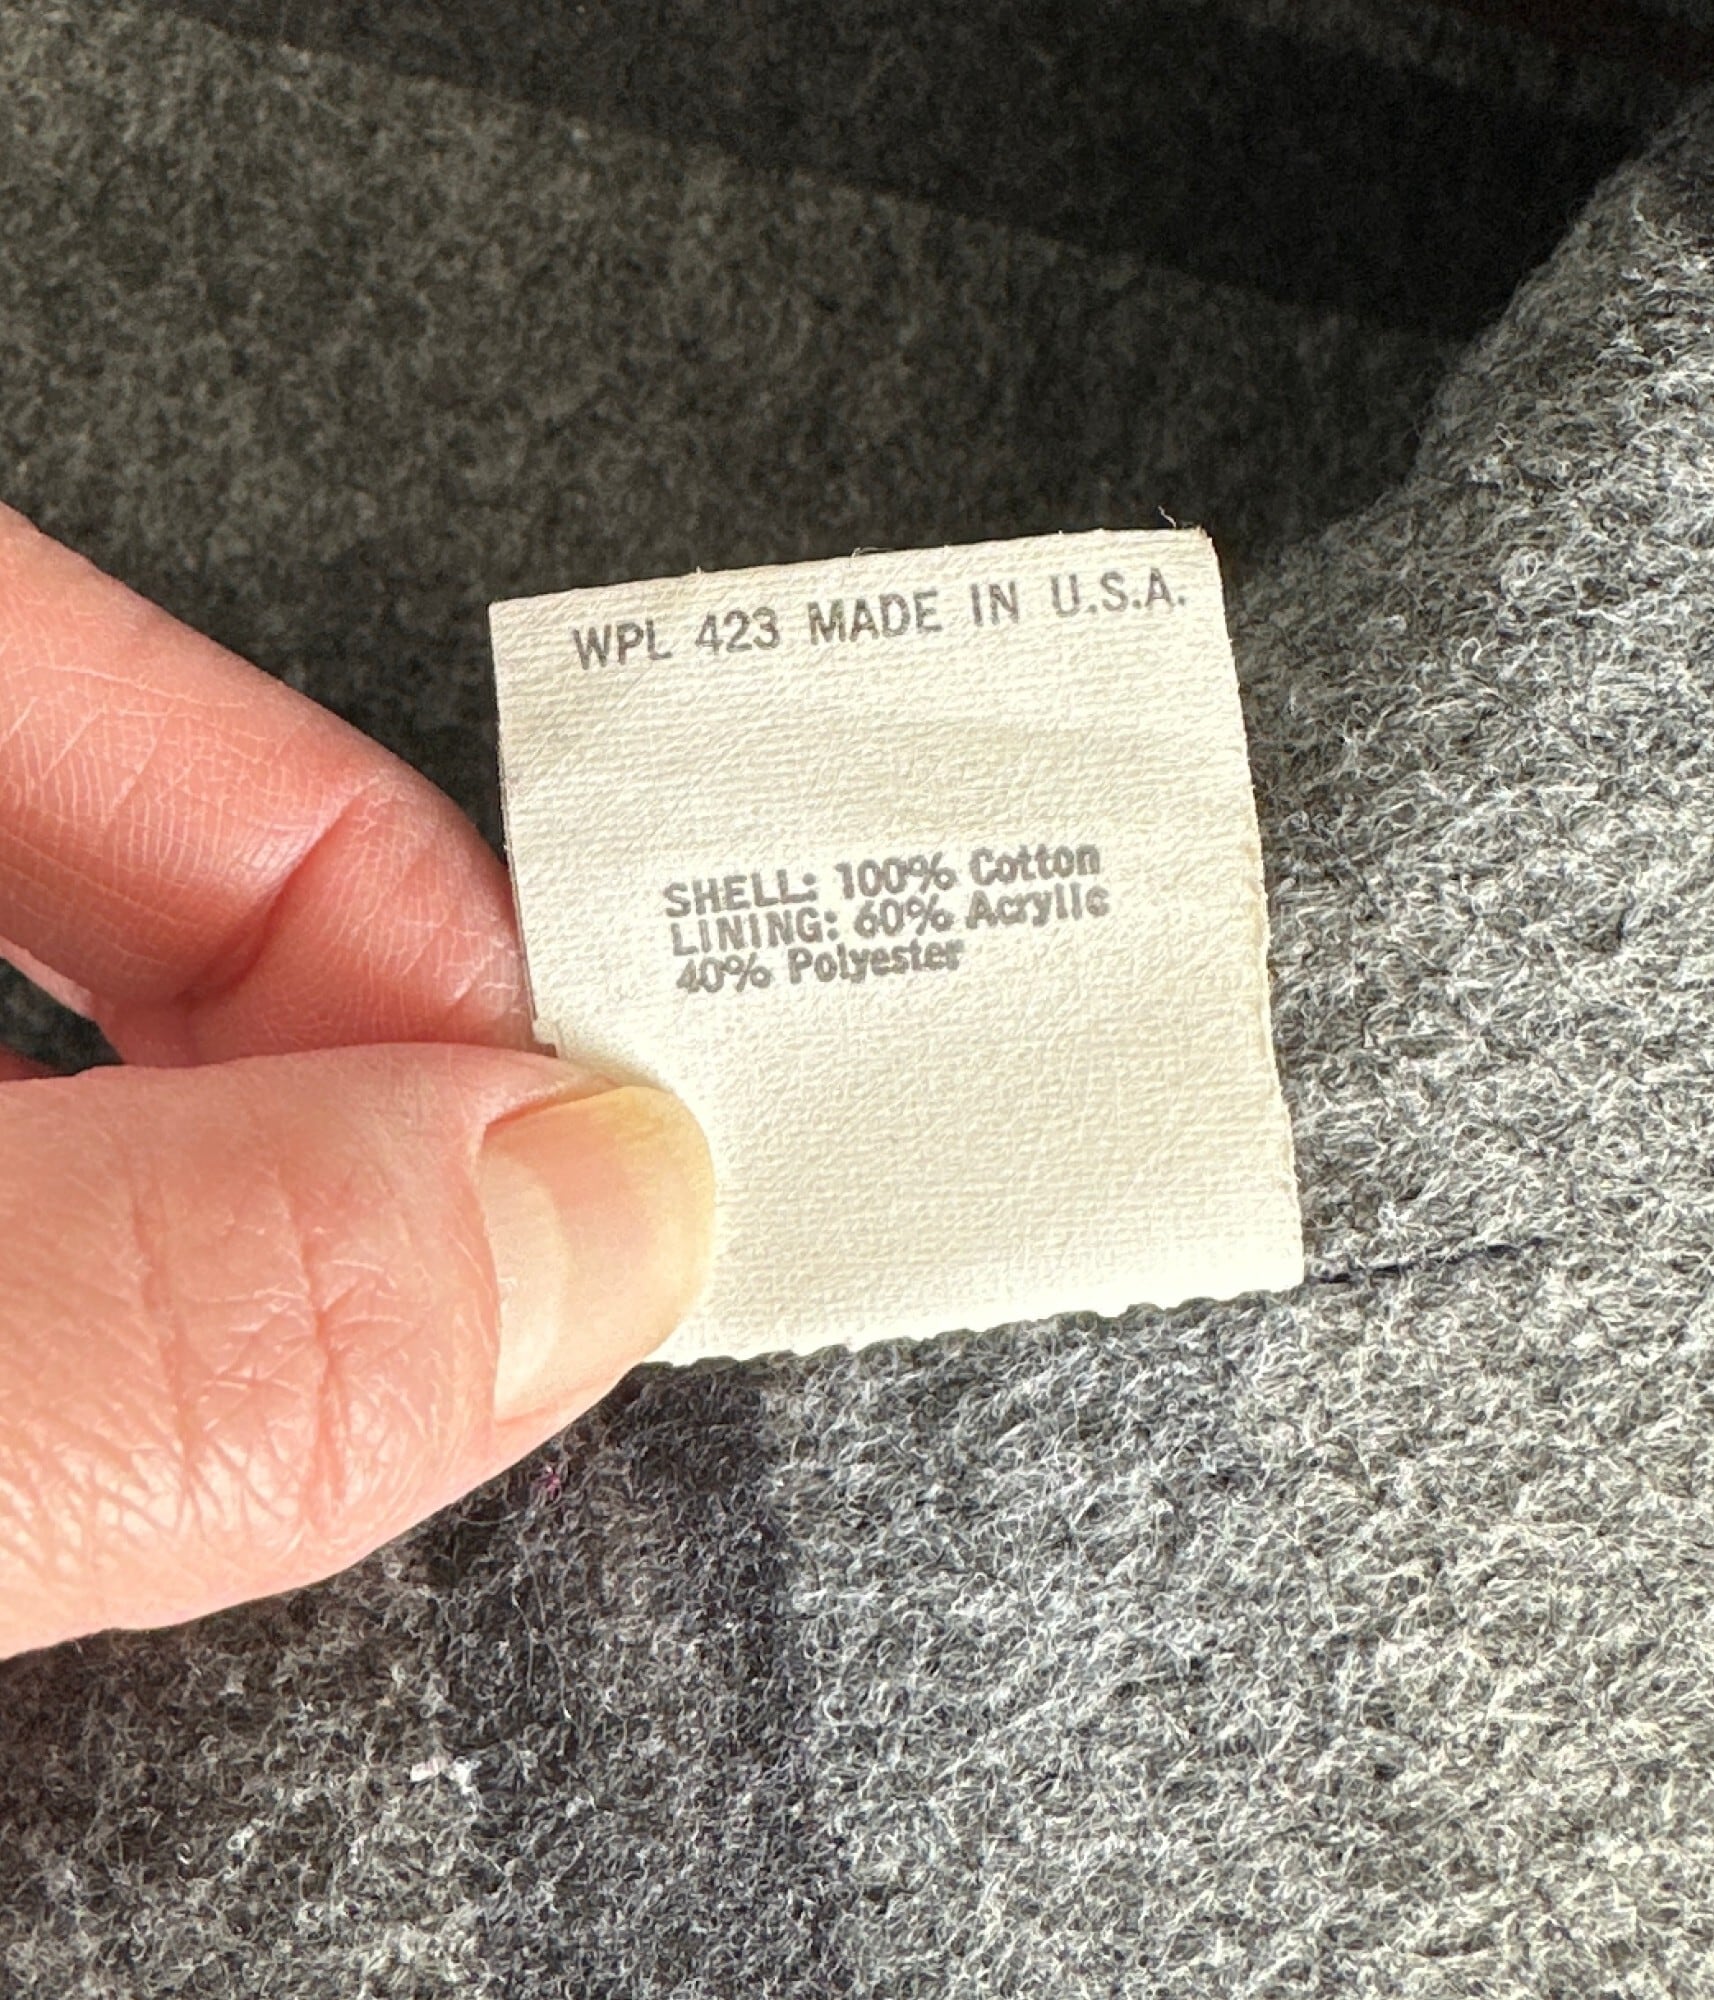 WPL 423 MADE IN U.S.A.
SHELL: 100% Cotton
LINING: 60% Acrylic
40% Polyester